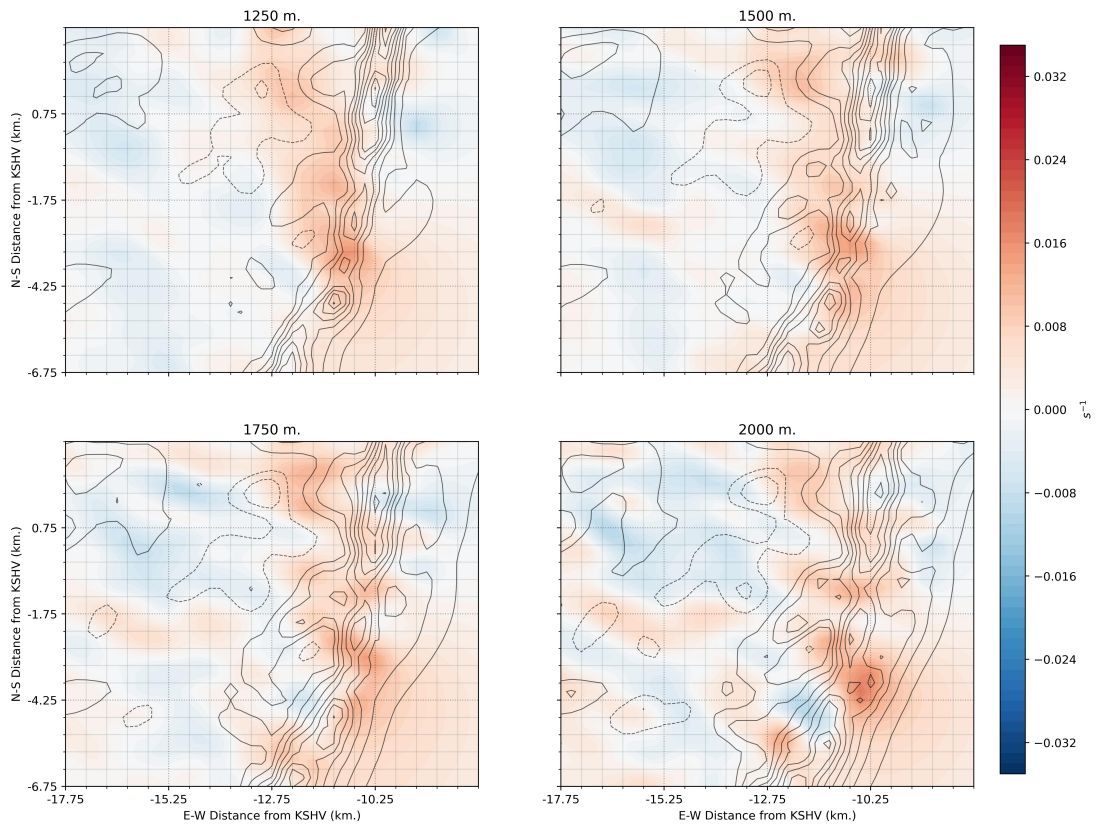 1250 m.
1500 m.
N-S Distance from KSHV (km.)
0.75
-1.75
-4.25
-6.75
1750 m.
2000 m.
N-S Distance from KSHV (km.)
0.75
-1.75
-4.25
-6.75
-17.75 -15.25 -12.75 -10.25
E-W Distance from KSHV (km.)
-17.75 -15.25 -12.75 -10.25
E-W Distance from KSHV (km.)
0.032
0.024
0.016
0.008
0.000
−0.008
−0.016
−0.024
−0.032
s⁻¹